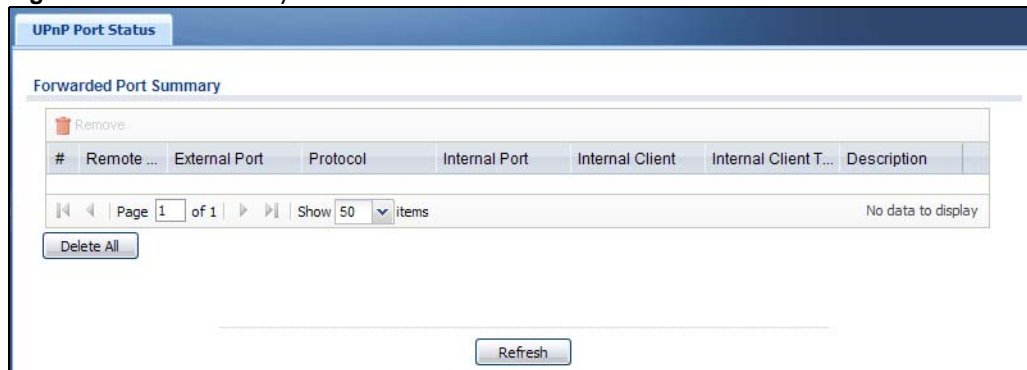 UPnP Port Status
Forwarded Port Summary
Remove
# Remote ... External Port Protocol Internal Port Internal Client Internal Client T... Description
Page 1 of 1 Show 50 items No data to display
Delete All
Refresh